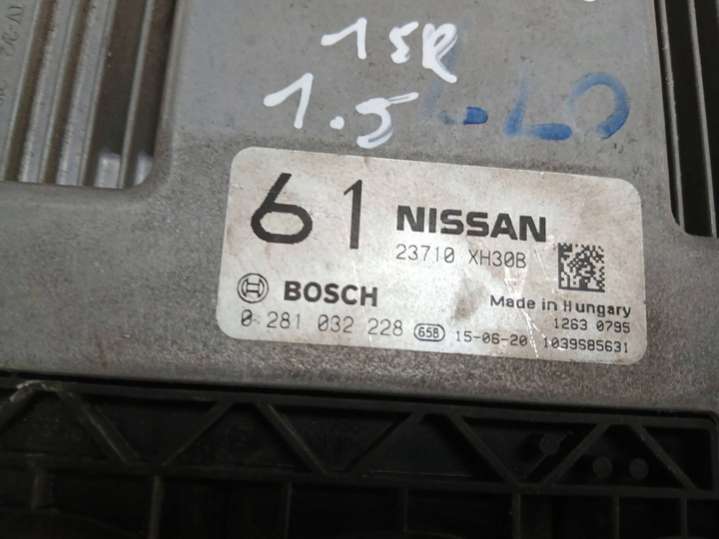 15R
1.5
61 NISSAN
23710 XH30B
BOSCH
Made in Hungary
0 281 032 228 65B 15-06-20 1039S85631
1263 0795